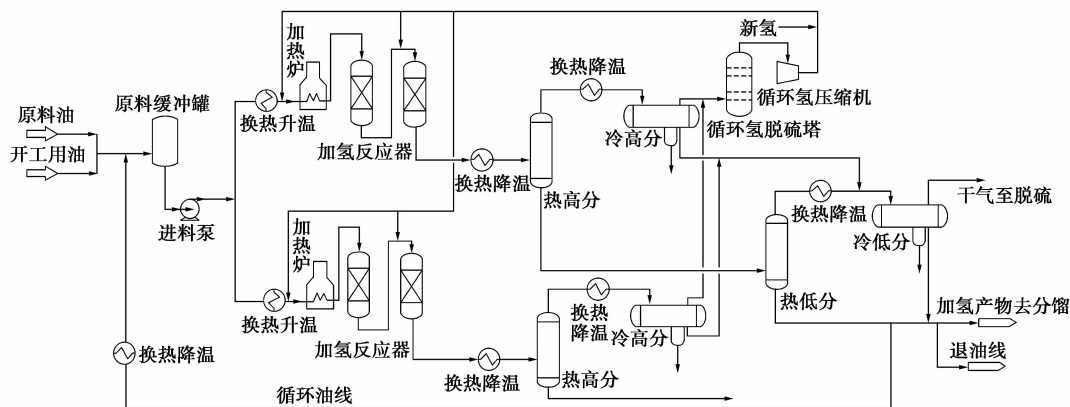 新氢
加热炉
换热降温
原料缓冲罐
循环氢压缩机
原料油
换热升温
冷高分
循环氢脱硫塔
开工用油
加氢反应器
换热降温
热高分
换热降温
干气至脱硫
进料泵
加热炉
冷低分
换热升温
换热
降温
冷高分
热低分
加氢产物去分馏
换热降温
加氢反应器
换热降温
热高分
退油线
循环油线